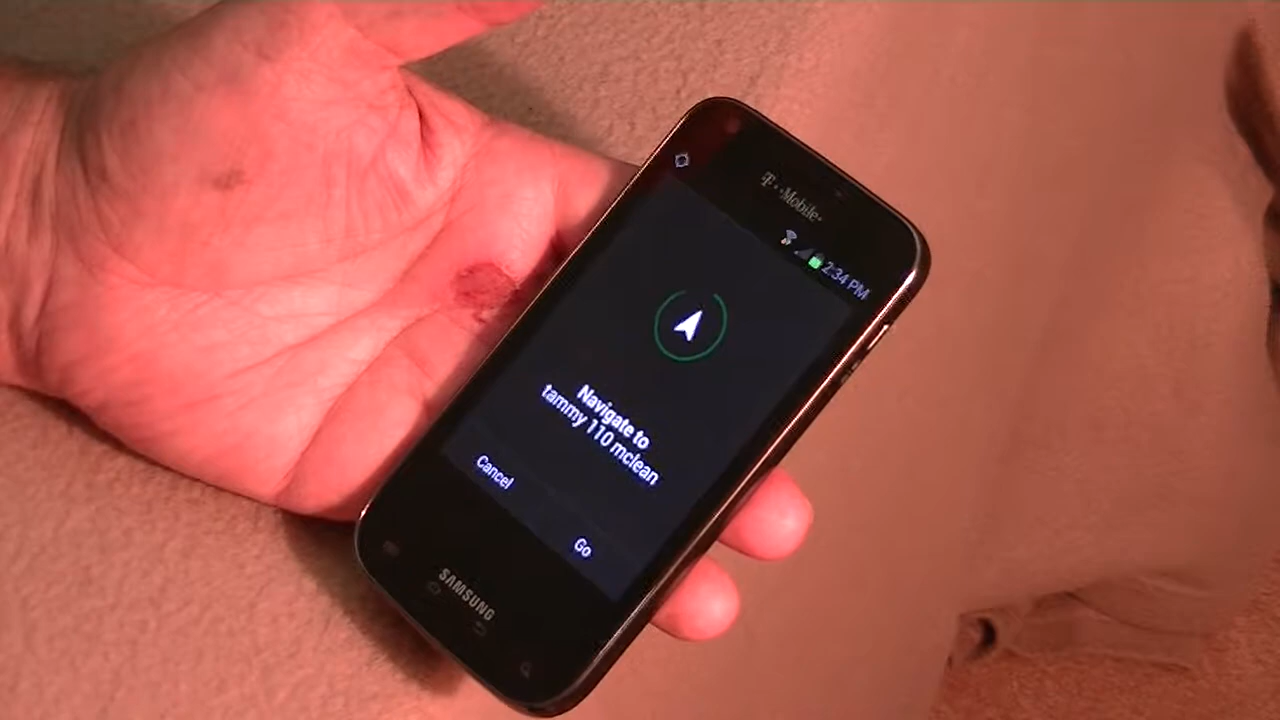 T··Mobile·
2:34 PM
Navigate to
tammy 110 mclean
Cancel
Go
SAMSUNG